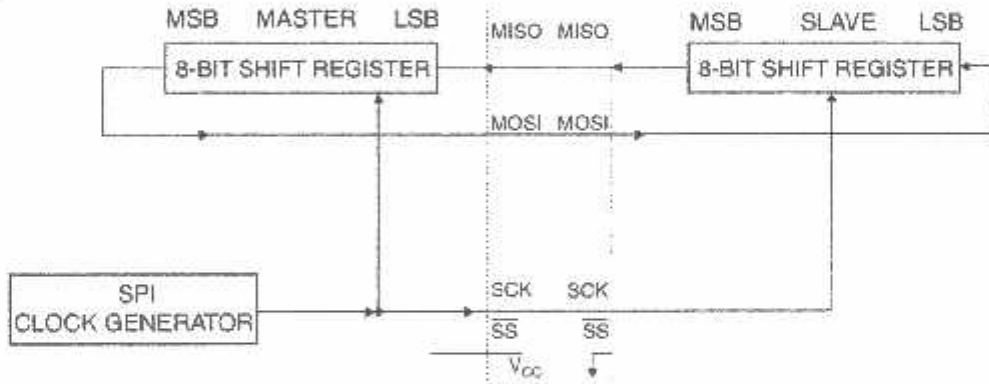 MSB MASTER LSB MISO MISO MSB SLAVE LSB
8-BIT SHIFT REGISTER 8-BIT SHIFT REGISTER
MOSI MOSI
SPI SCK SCK
CLOCK GENERATOR SS SS
VCC